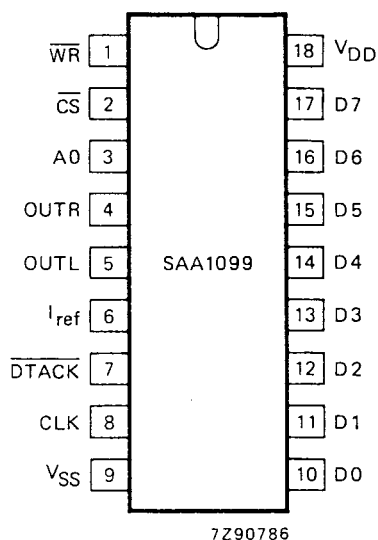 WR 1 18 VDD
CS 2 17 D7
A0 3 16 D6
OUTR 4 15 D5
OUTL 5 SAA1099 14 D4
Iref 6 13 D3
DTACK 7 12 D2
CLK 8 11 D1
VSS 9 10 D0
7Z90786